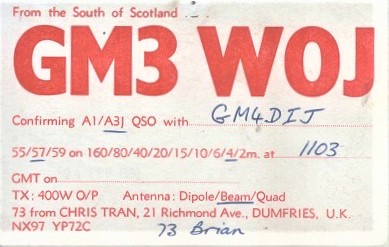 From the South of Scotland
GM3 WOJ
Confirming A1/A3J QSO with GM4DIJ
55/57/59 on 160/80/40/20/15/10/6/4/2m. at 1103
GMT on
TX: 400W O/P Antenna: Dipole/Beam/Quad
73 from CHRIS TRAN, 21 Richmond Ave., DUMFRIES, U.K.
NX97 YP72C 73 Brian